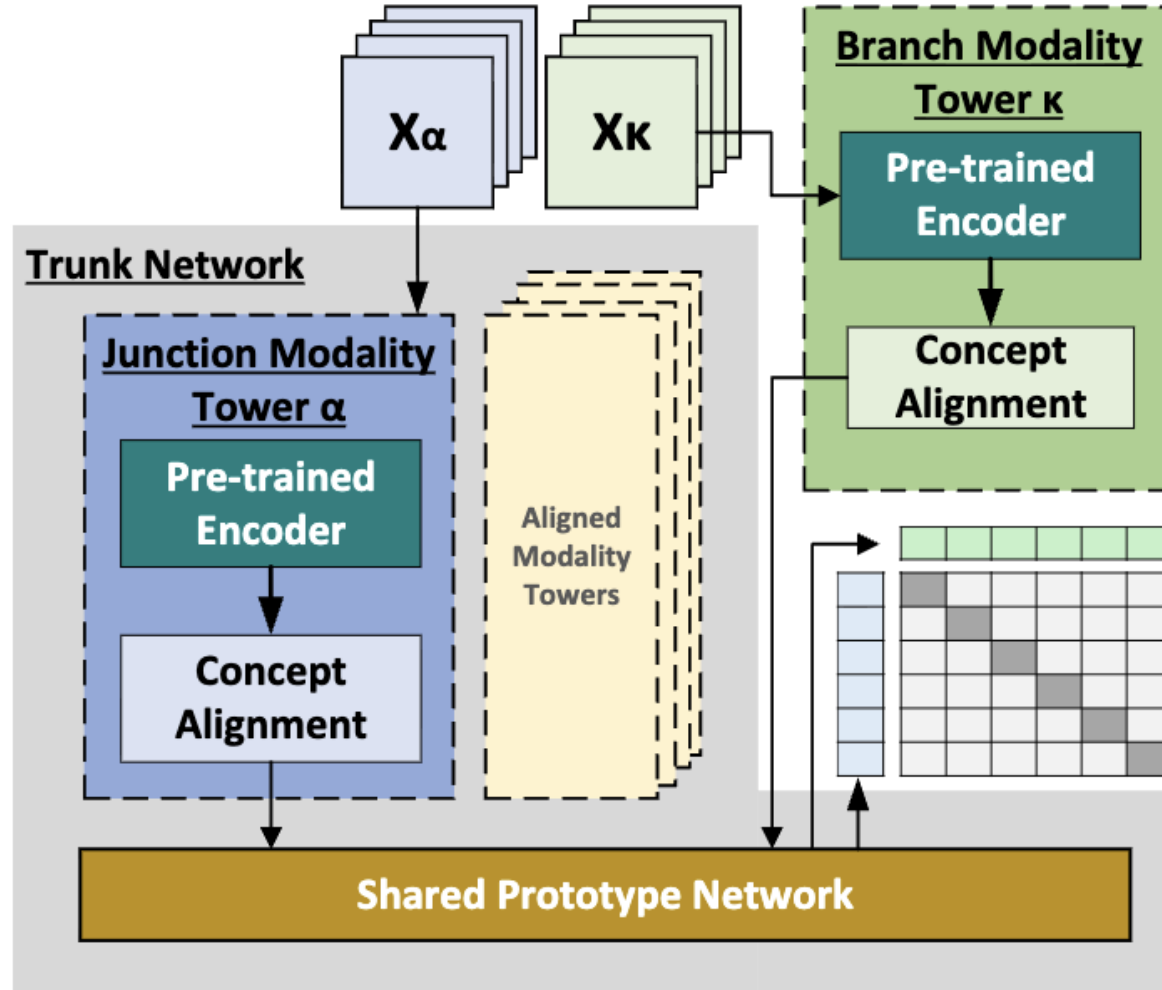 Xα
Xκ
Branch Modality
Tower κ
Pre-trained
Encoder
Concept
Alignment
Trunk Network
Junction Modality
Tower α
Pre-trained
Encoder
Concept
Alignment
Aligned
Modality
Towers
Shared Prototype Network